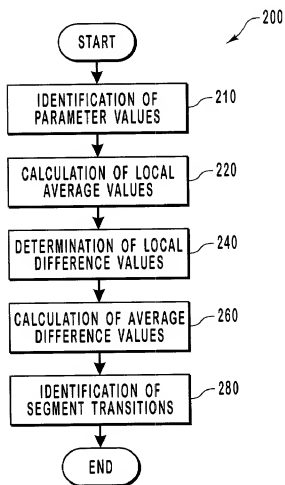 200
START
IDENTIFICATION OF
PARAMETER VALUES
210
CALCULATION OF LOCAL
AVERAGE VALUES
220
DETERMINATION OF LOCAL
DIFFERENCE VALUES
240
CALCULATION OF AVERAGE
DIFFERENCE VALUES
260
IDENTIFICATION OF
SEGMENT TRANSITIONS
280
END